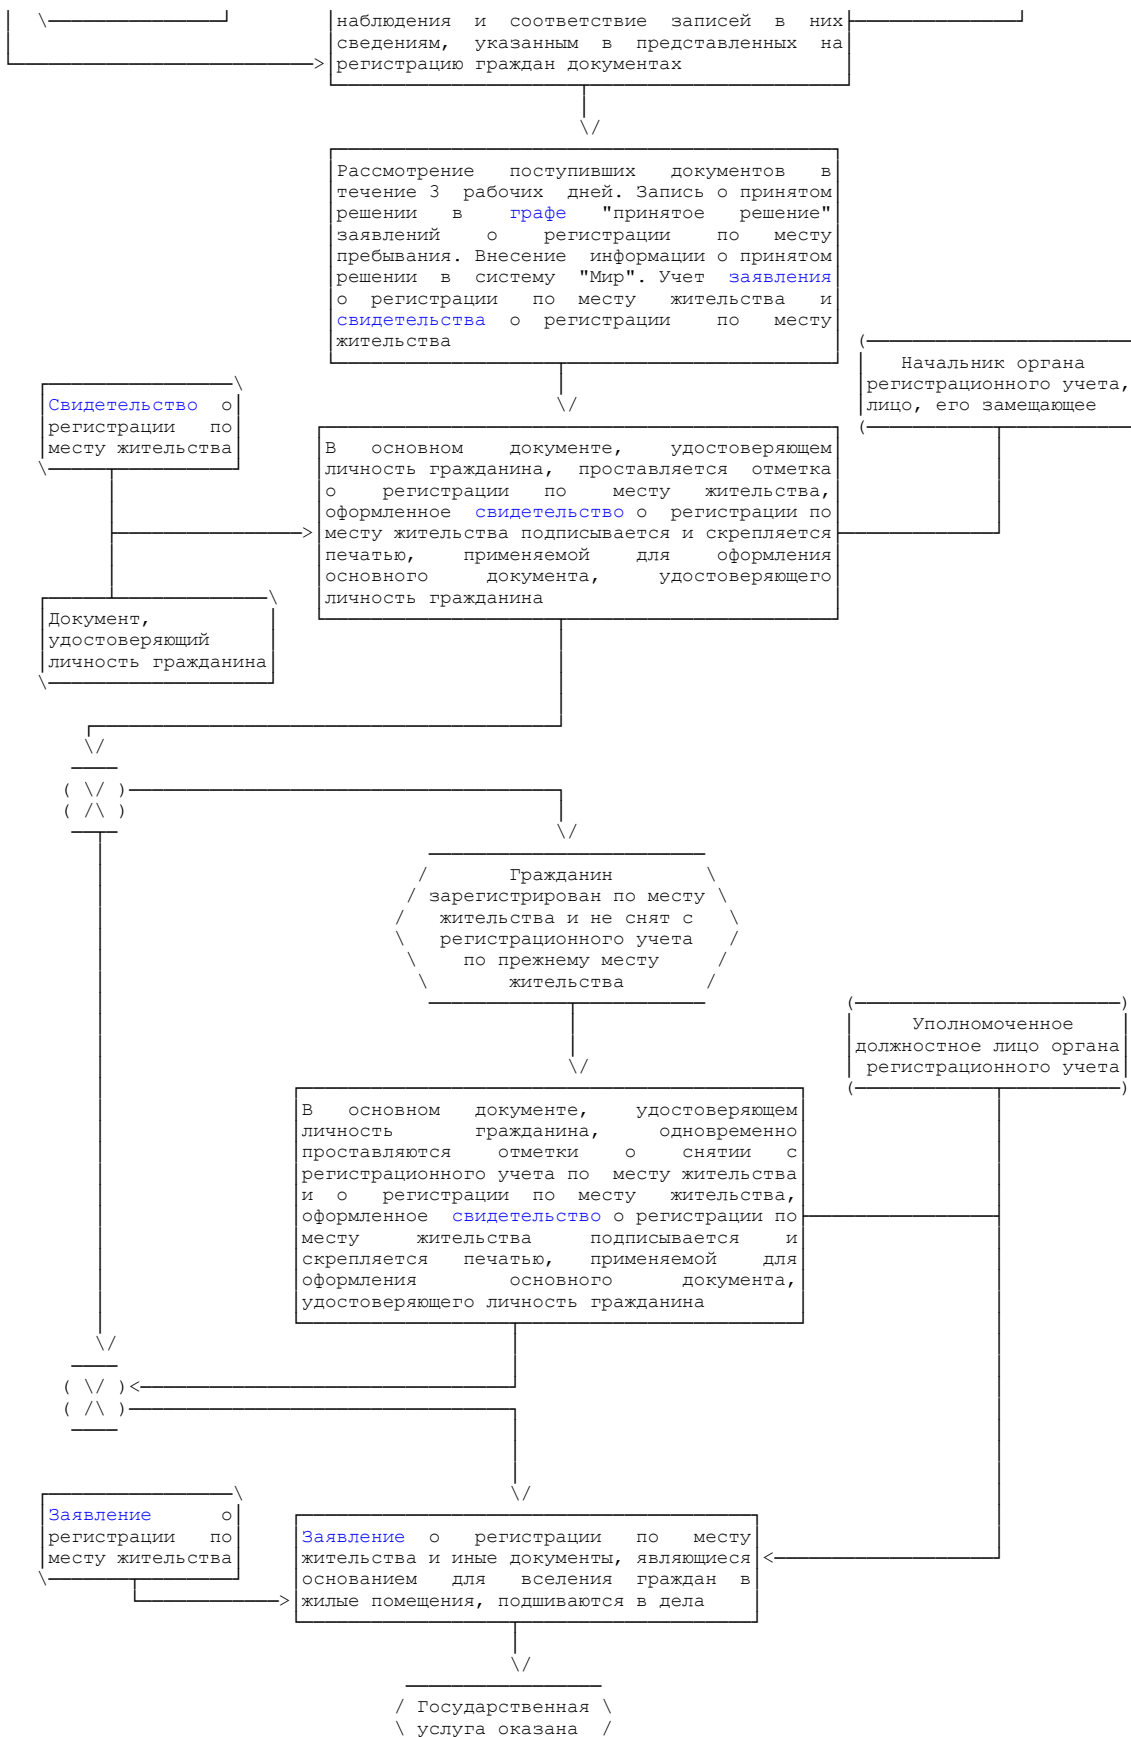 наблюдения и соответствие записей в них
сведениям, указанным в представленных на
регистрацию граждан документах
Рассмотрение поступивших документов в
течение 3 рабочих дней. Запись о принятом
решении в графе "принятое решение"
заявлений о регистрации по месту
пребывания. Внесение информации о принятом
решении в систему "Мир". Учет заявления
о регистрации по месту жительства и
свидетельства о регистрации по месту
жительства
Начальник органа
регистрационного учета,
лицо, его замещающее
Свидетельство о
регистрации по
месту жительства
В основном документе, удостоверяющем
личность гражданина, проставляется отметка
о регистрации по месту жительства,
оформленное свидетельство о регистрации по
месту жительства подписывается и скрепляется
печатью, применяемой для оформления
основного документа, удостоверяющего
личность гражданина
Документ,
удостоверяющий
личность гражданина
Гражданин
зарегистрирован по месту
жительства и не снят с
регистрационного учета
по прежнему месту
жительства
Уполномоченное
должностное лицо органа
регистрационного учета
В основном документе, удостоверяющем
личность гражданина, одновременно
проставляются отметки о снятии с
регистрационного учета по месту жительства
и о регистрации по месту жительства,
оформленное свидетельство о регистрации по
месту жительства подписывается и
скрепляется печатью, применяемой для
оформления основного документа,
удостоверяющего личность гражданина
Заявление о
регистрации по
месту жительства
Заявление о регистрации по месту
жительства и иные документы, являющиеся
основанием для вселения граждан в
жилые помещения, подшиваются в дела
Государственная
услуга оказана